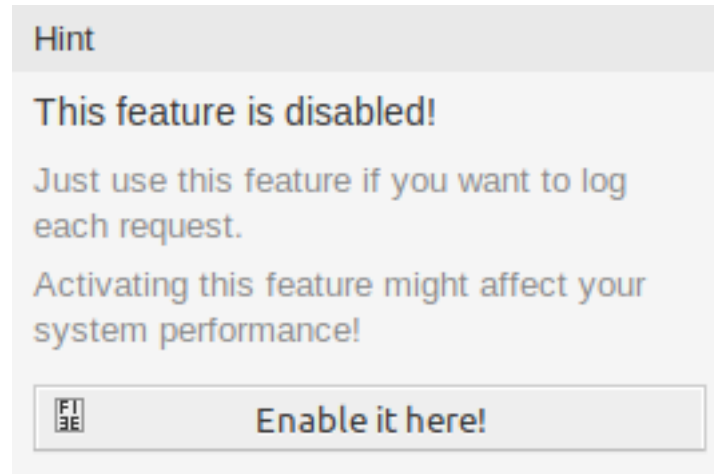 Hint
This feature is disabled!
Just use this feature if you want to log
each request.
Activating this feature might affect your
system performance!
Enable it here!